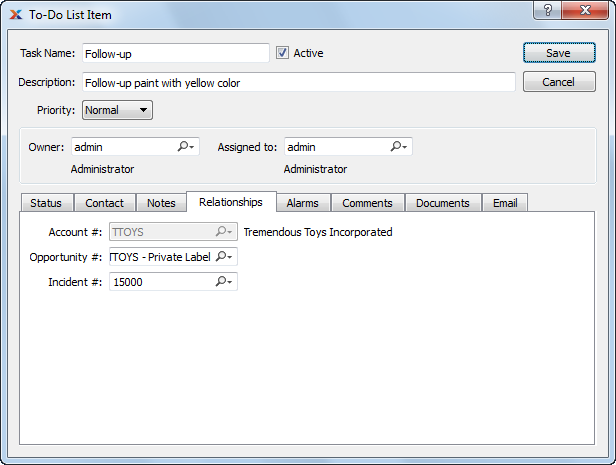 To-Do List Item
Task Name: Follow-up Active Save
Description: Follow-up paint with yellow color Cancel
Priority: Normal
Owner: admin Assigned to: admin
Administrator Administrator
Status Contact Notes Relationships Alarms Comments Documents Email
Account #: TTOYS Tremendous Toys Incorporated
Opportunity #: TTOYS - Private Label
Incident #: 15000